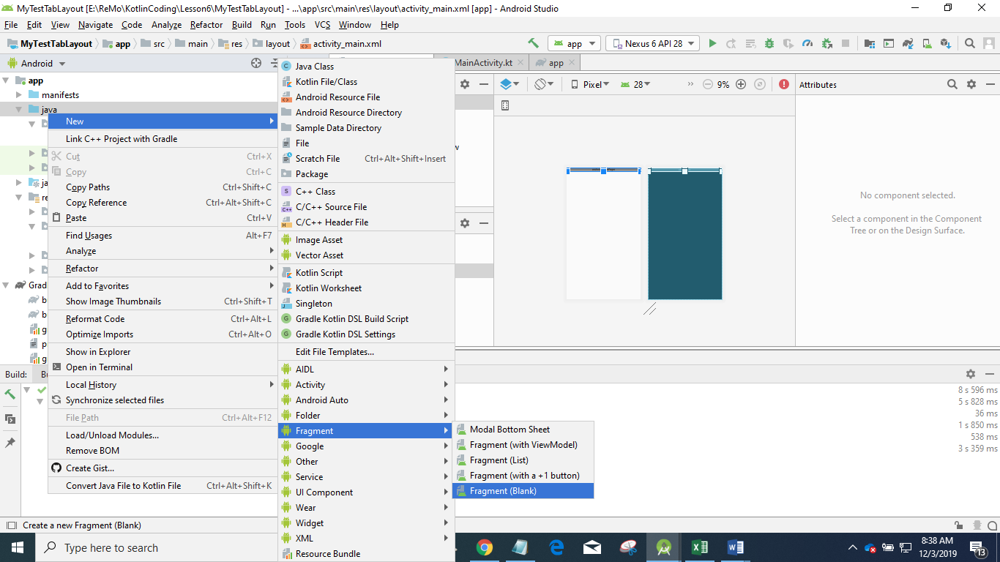 MyTestTabLayout [E:\ReMo\KotlinCoding\Lesson6\MyTestTabLayout] - ...\app\src\main\res\layout\activity_main.xml [app] - Android Studio
File Edit View Navigate Code Analyze Refactor Build Run Tools VCS Window Help
MyTestTabLayout app src main res layout activity_main.xml
app
Nexus 6 API 28
Android
MainActivity.kt
app
app
manifests
java
Pixel
28
9%
Attributes
No component selected.
Select a component in the Component
Tree or on the Design Surface.
New
Link C++ Project with Gradle
Cut Ctrl+X
Copy Ctrl+C
Copy Paths Ctrl+Shift+C
Copy Reference Ctrl+Alt+Shift+C
Paste Ctrl+V
Find Usages Alt+F7
Analyze
Refactor
Add to Favorites
Show Image Thumbnails Ctrl+Shift+T
Reformat Code Ctrl+Alt+L
Optimize Imports Ctrl+Alt+O
Show in Explorer
Open in Terminal
Local History
Synchronize selected files
File Path Ctrl+Alt+F12
Load/Unload Modules...
Remove BOM
Create Gist...
Convert Java File to Kotlin File Ctrl+Alt+Shift+K
Java Class
Kotlin File/Class
Android Resource File
Android Resource Directory
Sample Data Directory
File
Scratch File Ctrl+Alt+Shift+Insert
Package
C++ Class
C/C++ Source File
C/C++ Header File
Image Asset
Vector Asset
Kotlin Script
Kotlin Worksheet
Singleton
Gradle Kotlin DSL Build Script
Gradle Kotlin DSL Settings
Edit File Templates...
AIDL
Activity
Android Auto
Folder
Fragment
Google
Other
Service
UI Component
Wear
Widget
XML
Resource Bundle
Modal Bottom Sheet
Fragment (with ViewModel)
Fragment (List)
Fragment (with a +1 button)
Fragment (Blank)
Build:
8 s 596 ms
5 s 828 ms
36 ms
1 s 850 ms
538 ms
3 s 359 ms
Create a new Fragment (Blank)
Type here to search
8:38 AM
12/3/2019
13